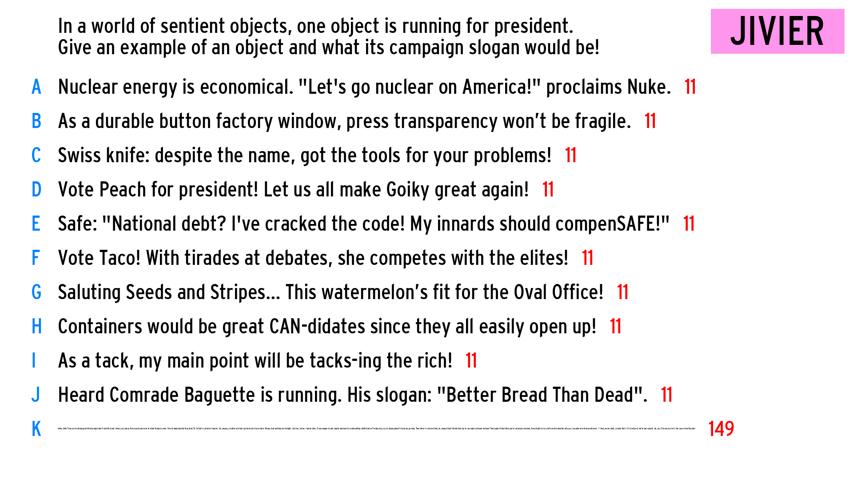 In a world of sentient objects, one object is running for president.
Give an example of an object and what its campaign slogan would be!
JIVIER
A Nuclear energy is economical. "Let's go nuclear on America!" proclaims Nuke. 11
B As a durable button factory window, press transparency won’t be fragile. 11
C Swiss knife: despite the name, got the tools for your problems! 11
D Vote Peach for president! Let us all make Goiky great again! 11
E Safe: "National debt? I've cracked the code! My innards should compenSAFE!" 11
F Vote Taco! With tirades at debates, she competes with the elites! 11
G Saluting Seeds and Stripes... This watermelon’s fit for the Oval Office! 11
H Containers would be great CAN-didates since they all easily open up! 11
I As a tack, my main point will be tacks-ing the rich! 11
J Heard Comrade Baguette is running. His slogan: "Better Bread Than Dead". 11
K 149